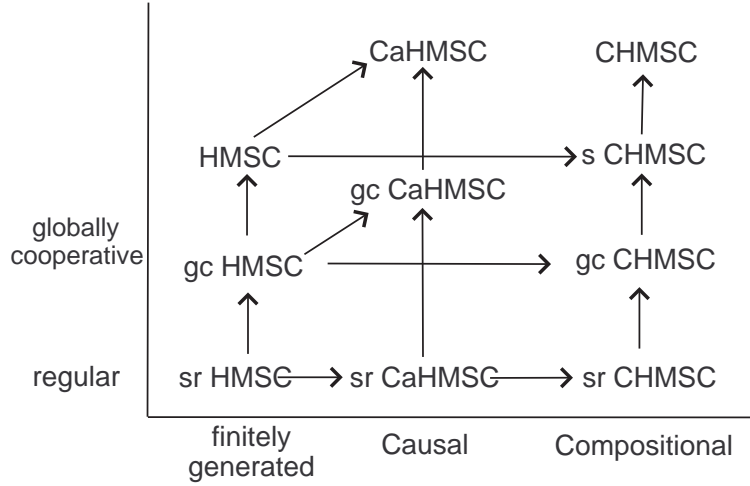 CaHMSC
CHMSC
HMSC
s CHMSC
gc CaHMSC
globally
cooperative
gc HMSC
gc CHMSC
regular
sr HMSC
sr CaHMSC
sr CHMSC
finitely
generated
Causal
Compositional